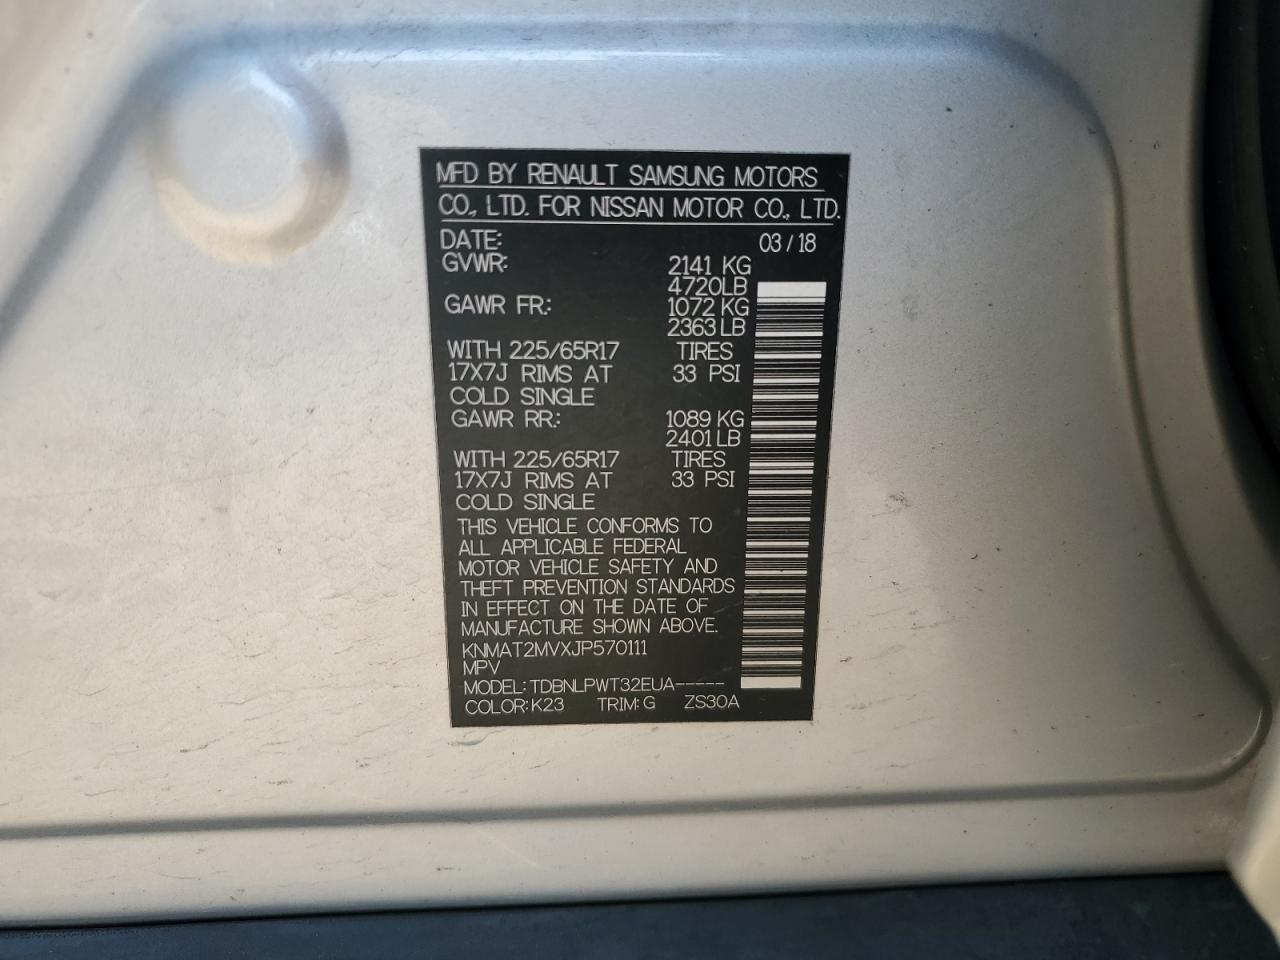 MFD BY RENAULT SAMSUNG MOTORS
CO., LTD. FOR NISSAN MOTOR CO., LTD.
DATE: 03/18
GVWR: 2141 KG
4720LB
GAWR FR: 1072 KG
2363 LB
WITH 225/65R17 TIRES
17X7J RIMS AT 33 PSI
COLD SINGLE
GAWR RR: 1089 KG
2401 LB
WITH 225/65R17 TIRES
17X7J RIMS AT 33 PSI
COLD SINGLE
THIS VEHICLE CONFORMS TO
ALL APPLICABLE FEDERAL
MOTOR VEHICLE SAFETY AND
THEFT PREVENTION STANDARDS
IN EFFECT ON THE DATE OF
MANUFACTURE SHOWN ABOVE.
KNMAT2MVXJP570111
MPV
MODEL: TDBNLPWT32EUA-----
COLOR: K23 TRIM: G ZS30A